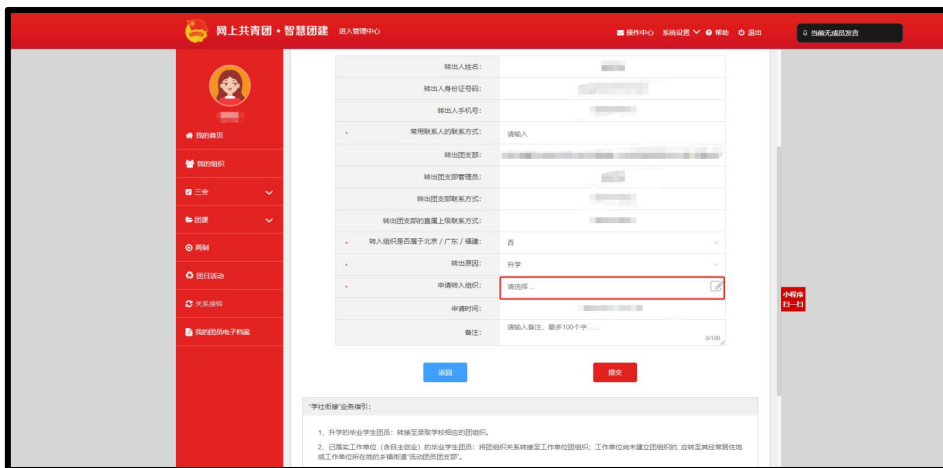 网上共青团·智慧团建 进入管理中心 操作中心 系统设置 帮助 退出 当前无成员发言
转出人姓名：
转出人身份证号码：
转出人手机号：
我的首页 * 常用联系人的联系方式： 请输入
转出团支部：
我的组织
转出团支部管理员：
三会
转出团支部联系方式：
团课 转出团支部的直属上级联系方式：
两制 * 转入组织是否属于北京/广东/福建： 否
* 转出原因： 升学
团日活动
* 申请转入组织： 请选择 ...
小程序
扫一扫
关系接转 申请时间：
我的团员电子档案 备注： 请输入备注，最多100个字......
0/100
返回 提交
"学社衔接"业务指引：
1、升学的毕业学生团员：转接至录取学校相应的团组织。
2、已落实工作单位（含自主创业）的毕业学生团员：将团组织关系转接至工作单位团组织；工作单位尚未建立团组织的，应转至其经常居住地
或工作单位所在地的乡镇街道"流动团员团支部"。